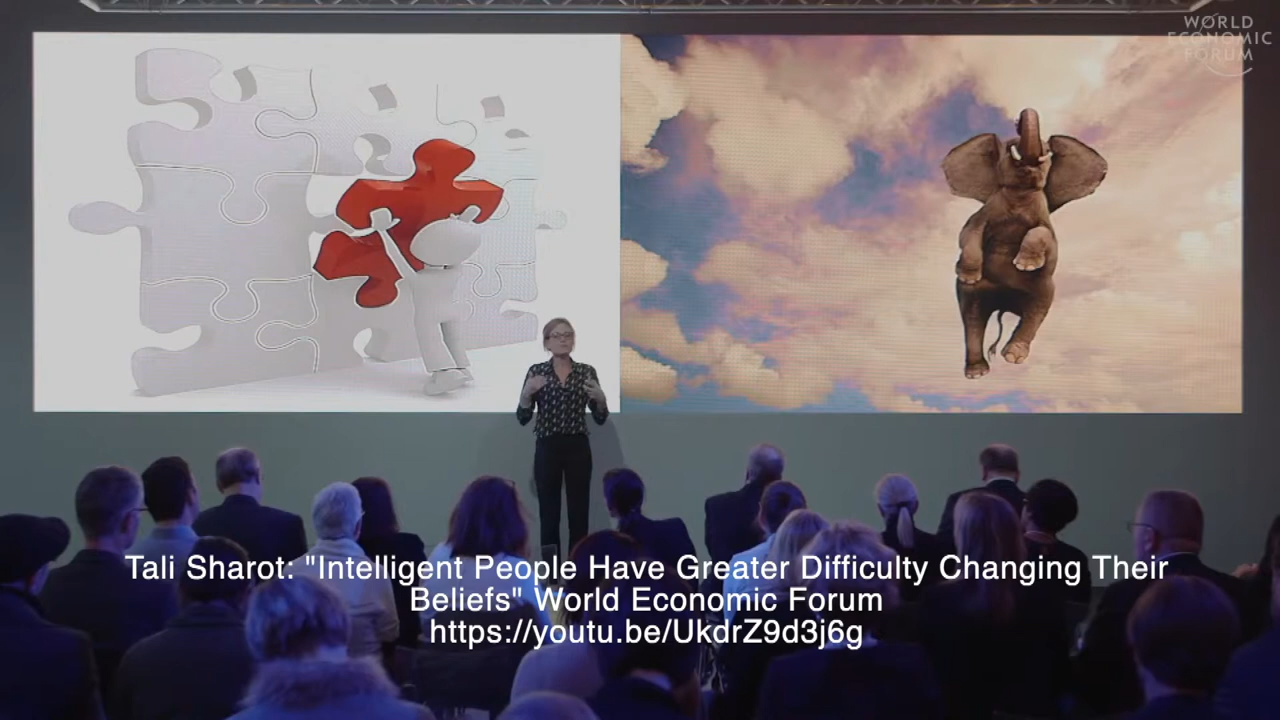 WORLD
ECONOMIC
FORUM
Tali Sharot: "Intelligent People Have Greater Difficulty Changing Their
Beliefs" World Economic Forum
https://youtu.be/UkdrZ9d3j6g